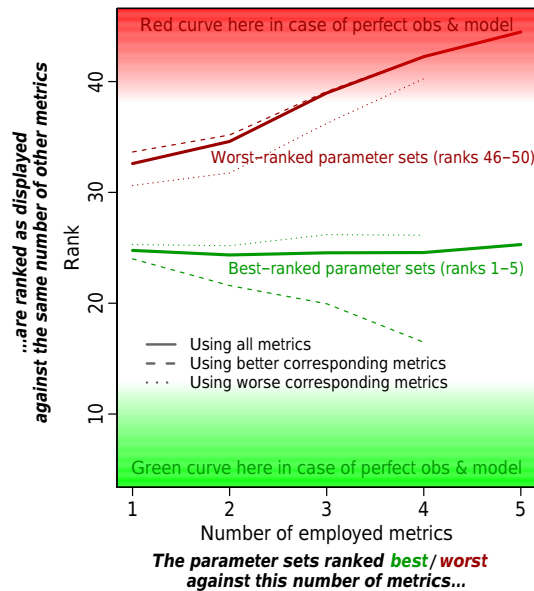 Red curve here in case of perfect obs & model
...are ranked as displayed
against the same number of other metrics
Rank
40
30
20
10
Worst−ranked parameter sets (ranks 46−50)
Best−ranked parameter sets (ranks 1−5)
Using all metrics
Using better corresponding metrics
Using worse corresponding metrics
Green curve here in case of perfect obs & model
1 2 3 4 5
Number of employed metrics
The parameter sets ranked best/worst
against this number of metrics...